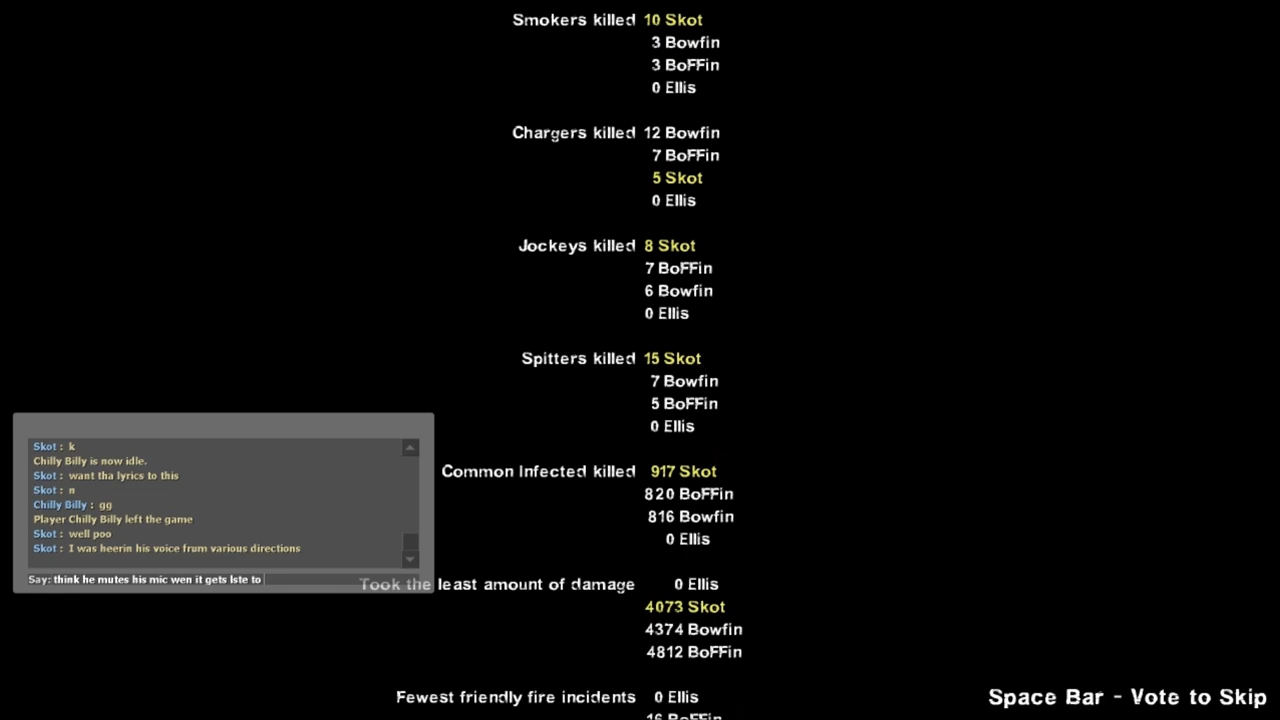 Smokers killed 10 Skot
3 Bowfin
3 BoFFin
0 Ellis
Chargers killed 12 Bowfin
7 BoFFin
5 Skot
0 Ellis
Jockeys killed 8 Skot
7 BoFFin
6 Bowfin
0 Ellis
Spitters killed 15 Skot
7 Bowfin
5 BoFFin
0 Ellis
Common Infected killed 917 Skot
820 BoFFin
816 Bowfin
0 Ellis
Took the least amount of damage 0 Ellis
4073 Skot
4374 Bowfin
4812 BoFFin
Fewest friendly fire incidents 0 Ellis
16 BoFFin
Skot : k
Chilly Billy is now idle.
Skot : want tha lyrics to this
Skot : n
Chilly Billy : gg
Player Chilly Billy left the game
Skot : well poo
Skot : I was heerin his voice frum various directions
Say: think he mutes his mic wen it gets lste to
Space Bar - Vote to Skip